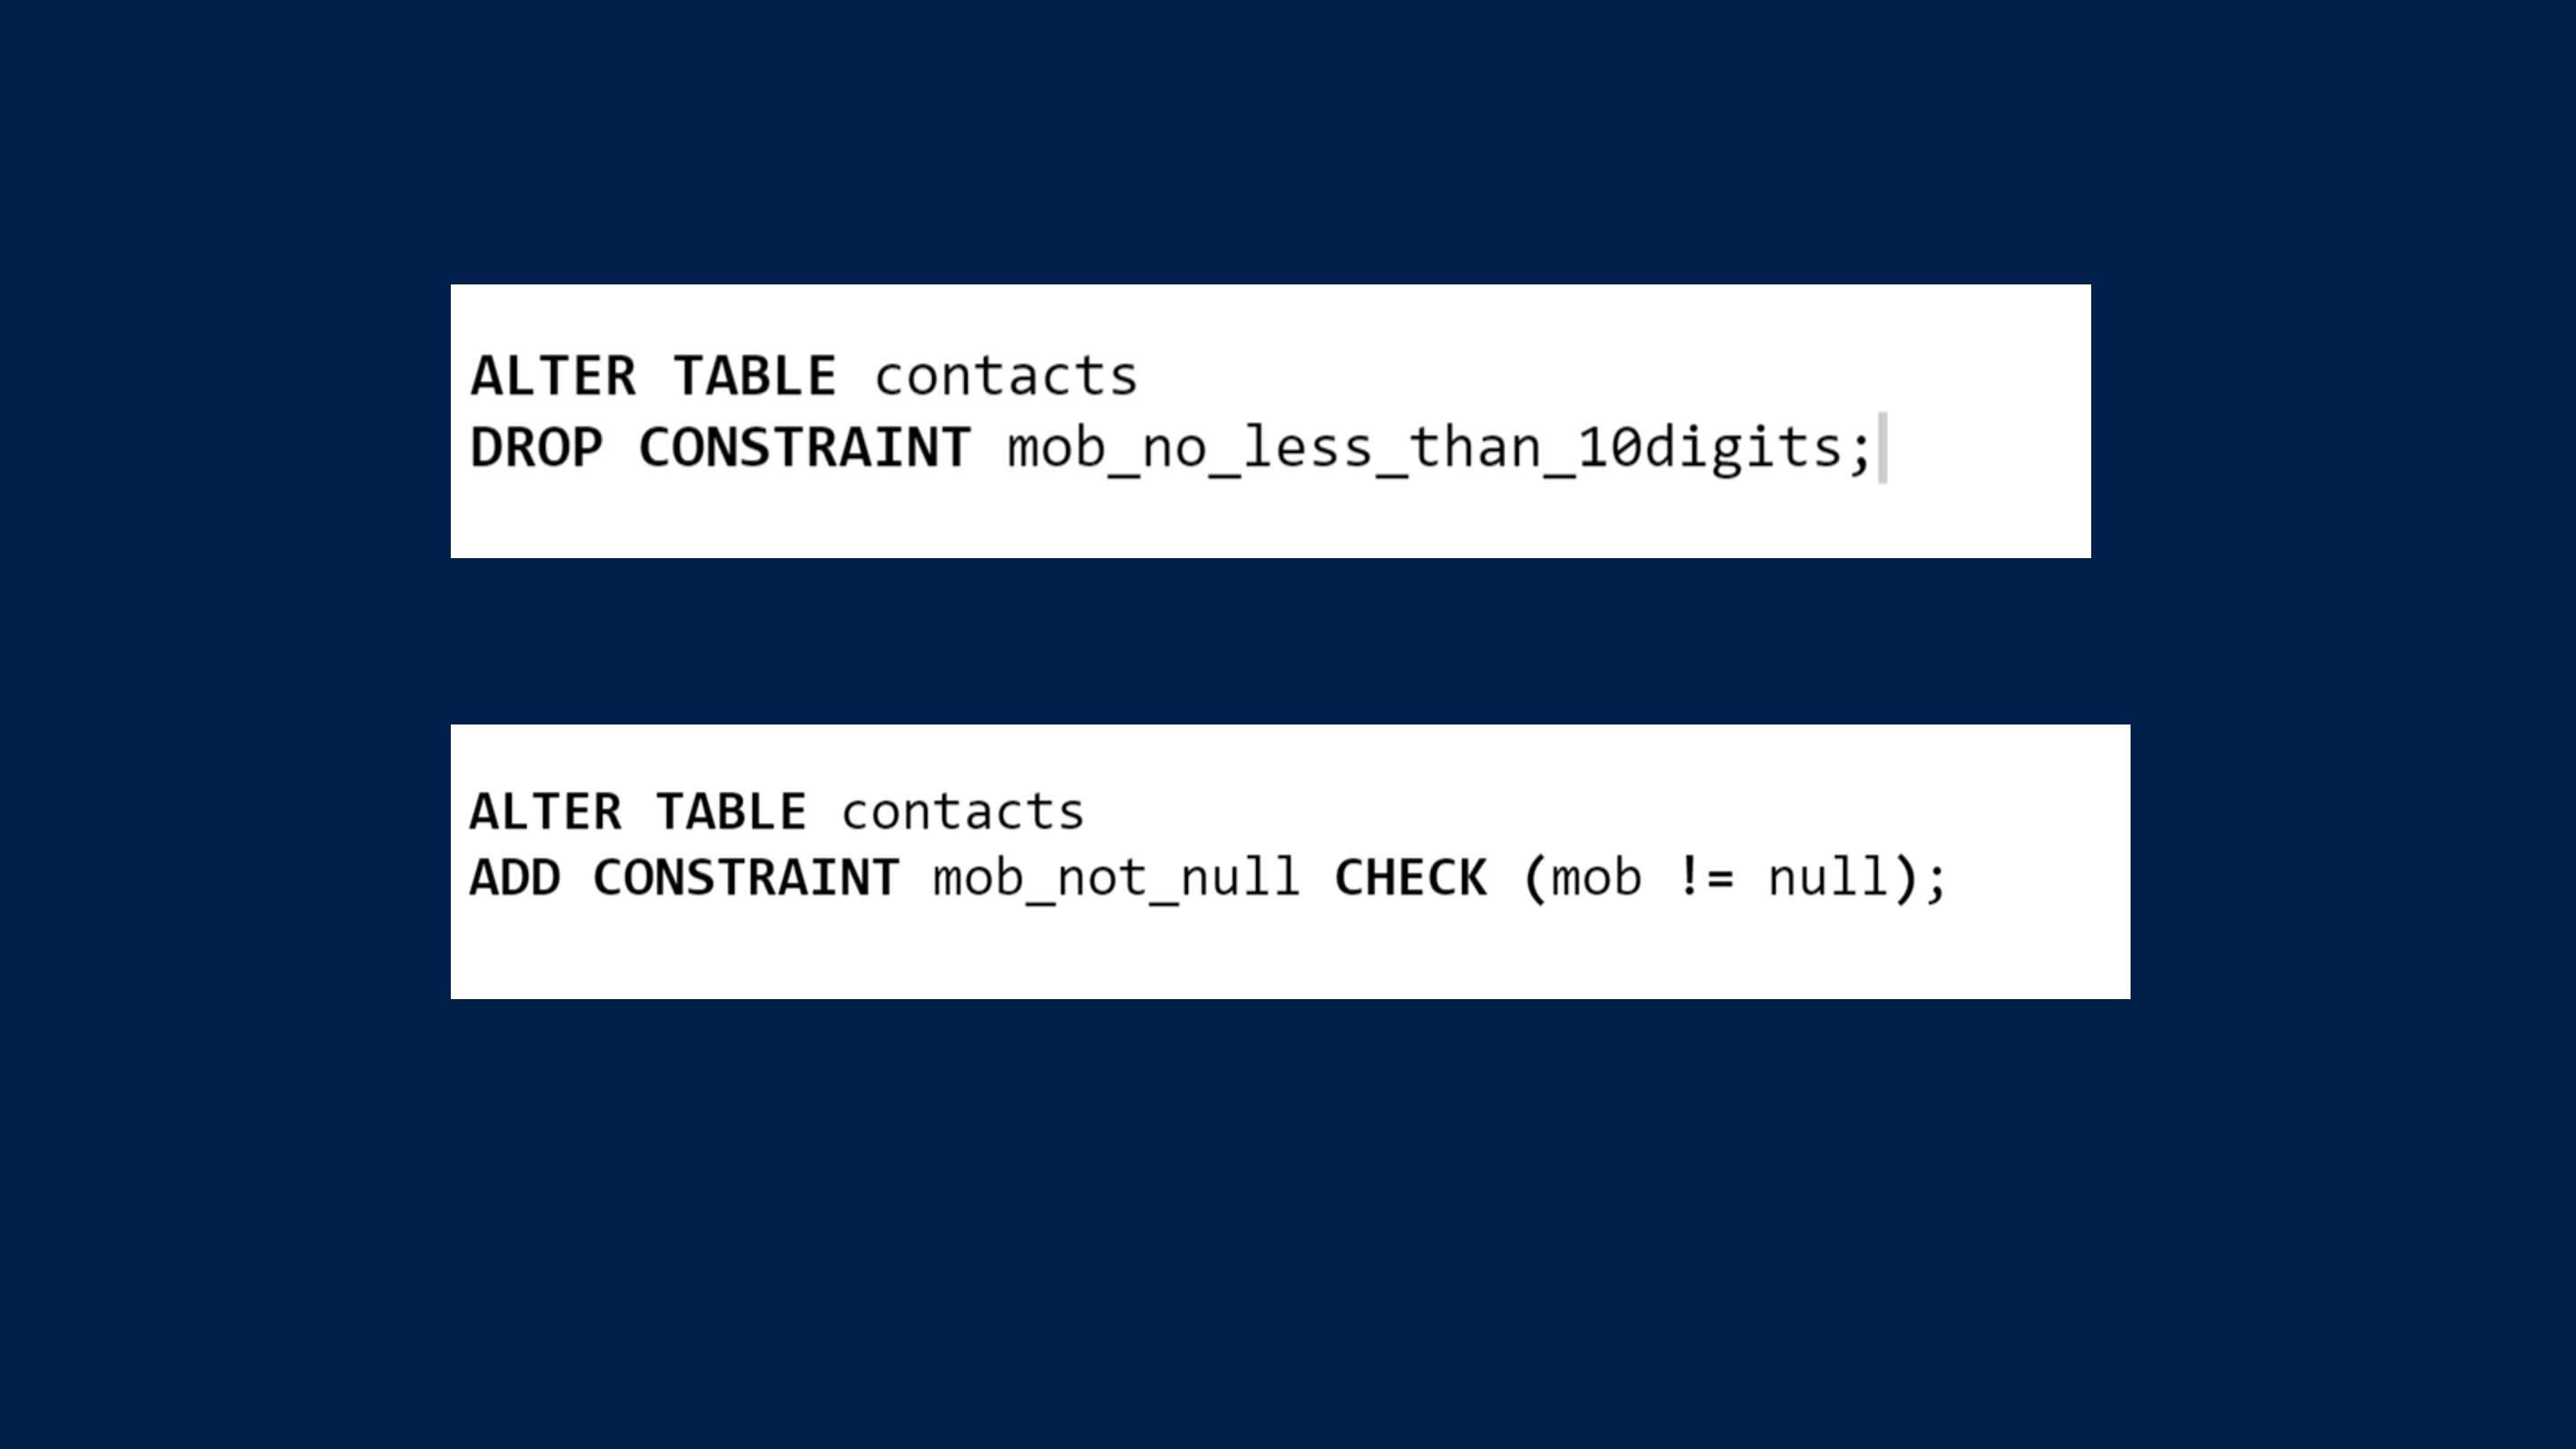 ALTER TABLE contacts
DROP CONSTRAINT mob_no_less_than_10digits;
ALTER TABLE contacts
ADD CONSTRAINT mob_not_null CHECK (mob != null);